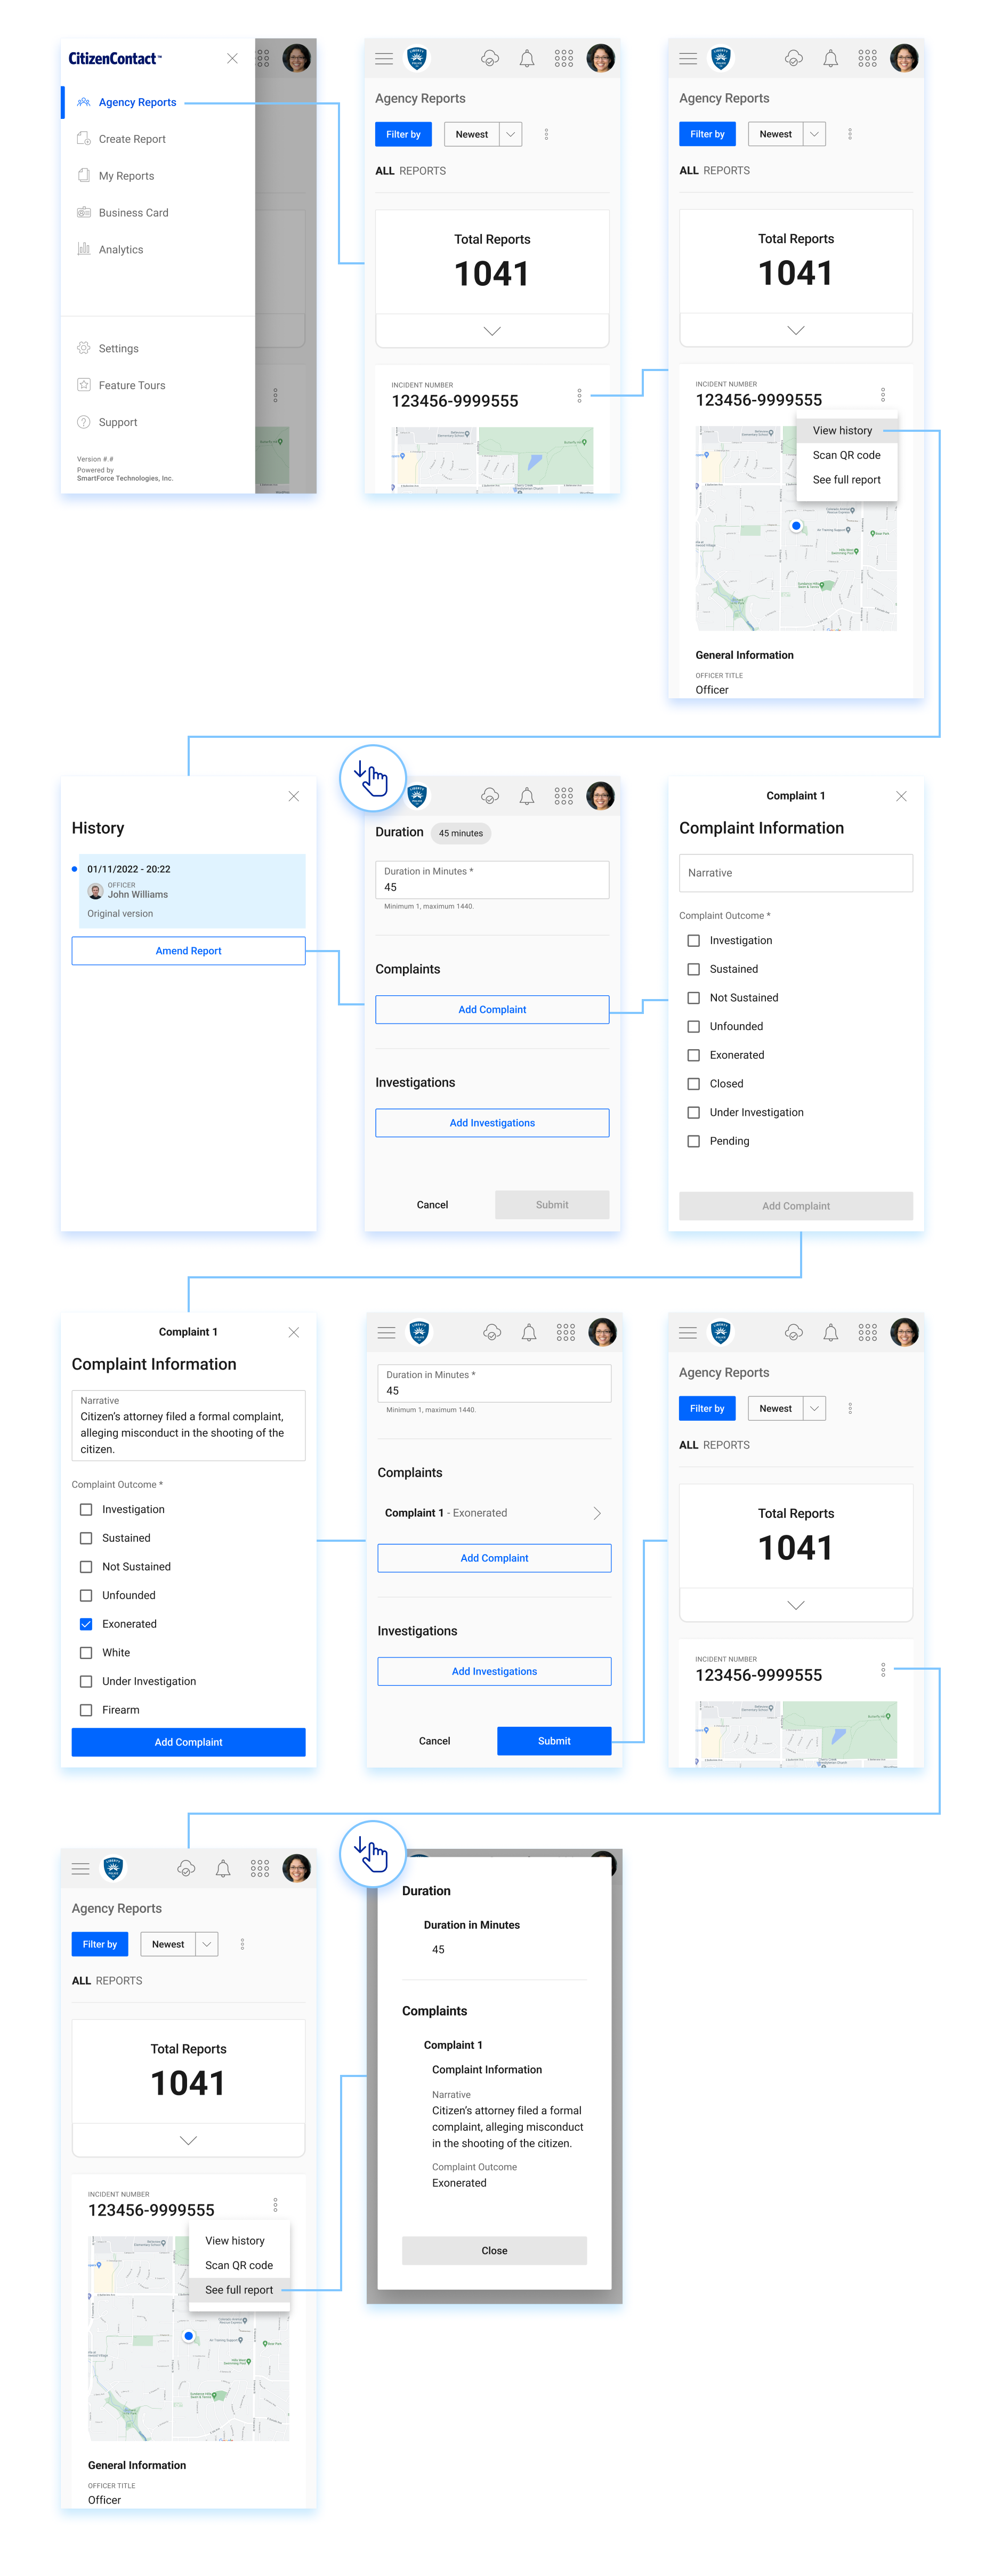 CitizenContact™
Agency Reports
Create Report
My Reports
Business Card
Analytics
Settings
Feature Tours
Support
Version #.#
Powered by
SmartForce Technologies, Inc.
Agency Reports
Filter by
Newest
ALL REPORTS
Total Reports
1041
INCIDENT NUMBER
123456-9999555
Agency Reports
Filter by
Newest
ALL REPORTS
Total Reports
1041
INCIDENT NUMBER
123456-9999555
View history
Scan QR code
See full report
General Information
OFFICER TITLE
Officer
History
01/11/2022 - 20:22
OFFICER
John Williams
Original version
Amend Report
Duration
45 minutes
Duration in Minutes *
45
Minimum 1, maximum 1440.
Complaints
Add Complaint
Investigations
Add Investigations
Cancel
Submit
Complaint 1
Complaint Information
Narrative
Complaint Outcome *
Investigation
Sustained
Not Sustained
Unfounded
Exonerated
Closed
Under Investigation
Pending
Add Complaint
Complaint 1
Complaint Information
Narrative
Citizen's attorney filed a formal complaint,
alleging misconduct in the shooting of the
citizen.
Complaint Outcome *
Investigation
Sustained
Not Sustained
Unfounded
Exonerated
White
Under Investigation
Firearm
Add Complaint
Duration in Minutes *
45
Minimum 1, maximum 1440.
Complaints
Complaint 1 - Exonerated
Add Complaint
Investigations
Add Investigations
Cancel
Submit
Agency Reports
Filter by
Newest
ALL REPORTS
Total Reports
1041
INCIDENT NUMBER
123456-9999555
Agency Reports
Filter by
Newest
ALL REPORTS
Total Reports
1041
INCIDENT NUMBER
123456-9999555
View history
Scan QR code
See full report
General Information
OFFICER TITLE
Officer
Duration
Duration in Minutes
45
Complaints
Complaint 1
Complaint Information
Narrative
Citizen's attorney filed a formal
complaint, alleging misconduct
in the shooting of the citizen.
Complaint Outcome
Exonerated
Close